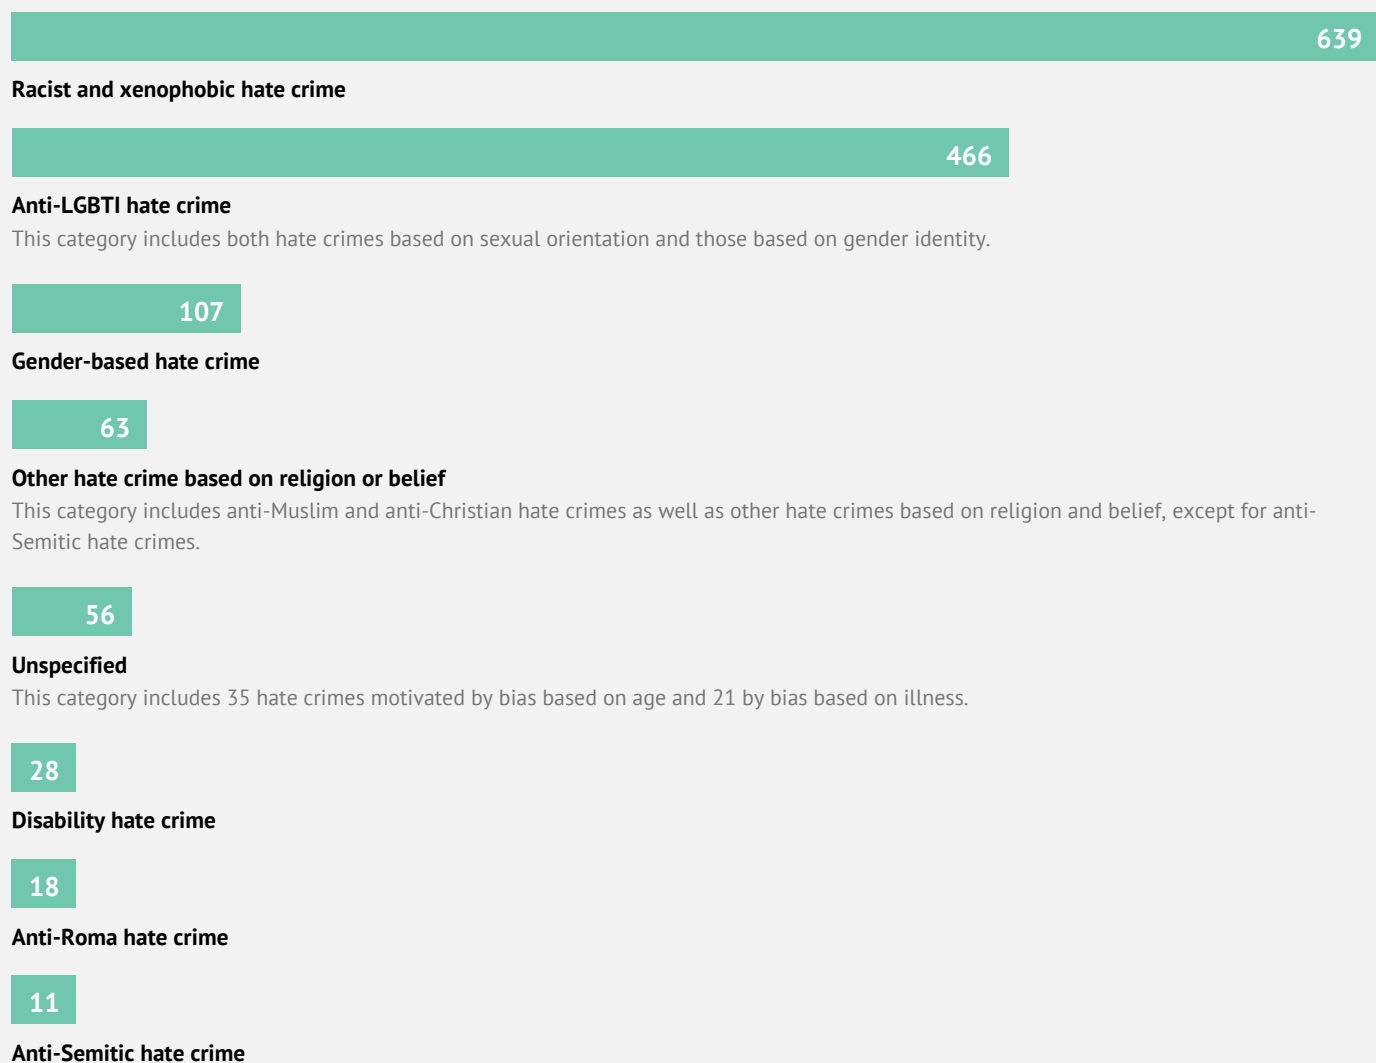 639
Racist and xenophobic hate crime
466
Anti-LGBTI hate crime
This category includes both hate crimes based on sexual orientation and those based on gender identity.
107
Gender-based hate crime
63
Other hate crime based on religion or belief
This category includes anti-Muslim and anti-Christian hate crimes as well as other hate crimes based on religion and belief, except for anti-
Semitic hate crimes.
56
Unspecified
This category includes 35 hate crimes motivated by bias based on age and 21 by bias based on illness.
28
Disability hate crime
18
Anti-Roma hate crime
11
Anti-Semitic hate crime